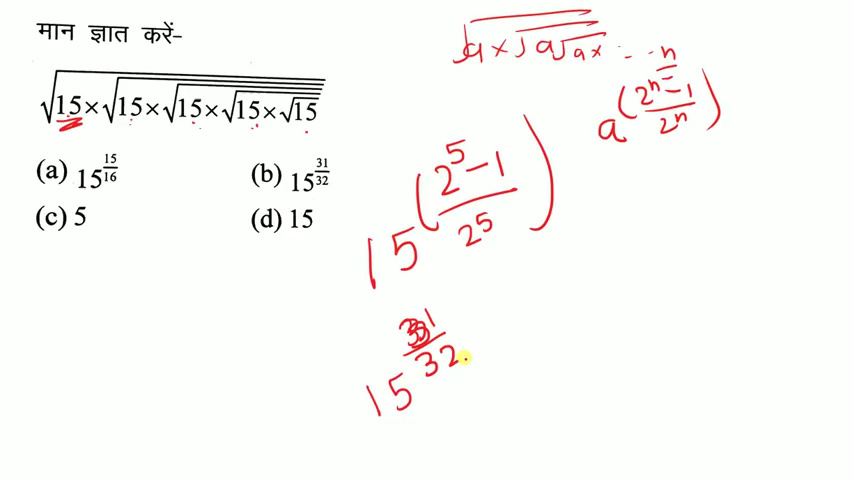 मान ज्ञात करें-
√(15×√(15×√(15×√(15×√15))))
(a) 15^(15/16) (b) 15^(31/32)
(c) 5 (d) 15
√(a×√(a√(ax ... n
a^((2^n-1)/2^n)
15^((2^5-1)/2^5)
15^(31/32)